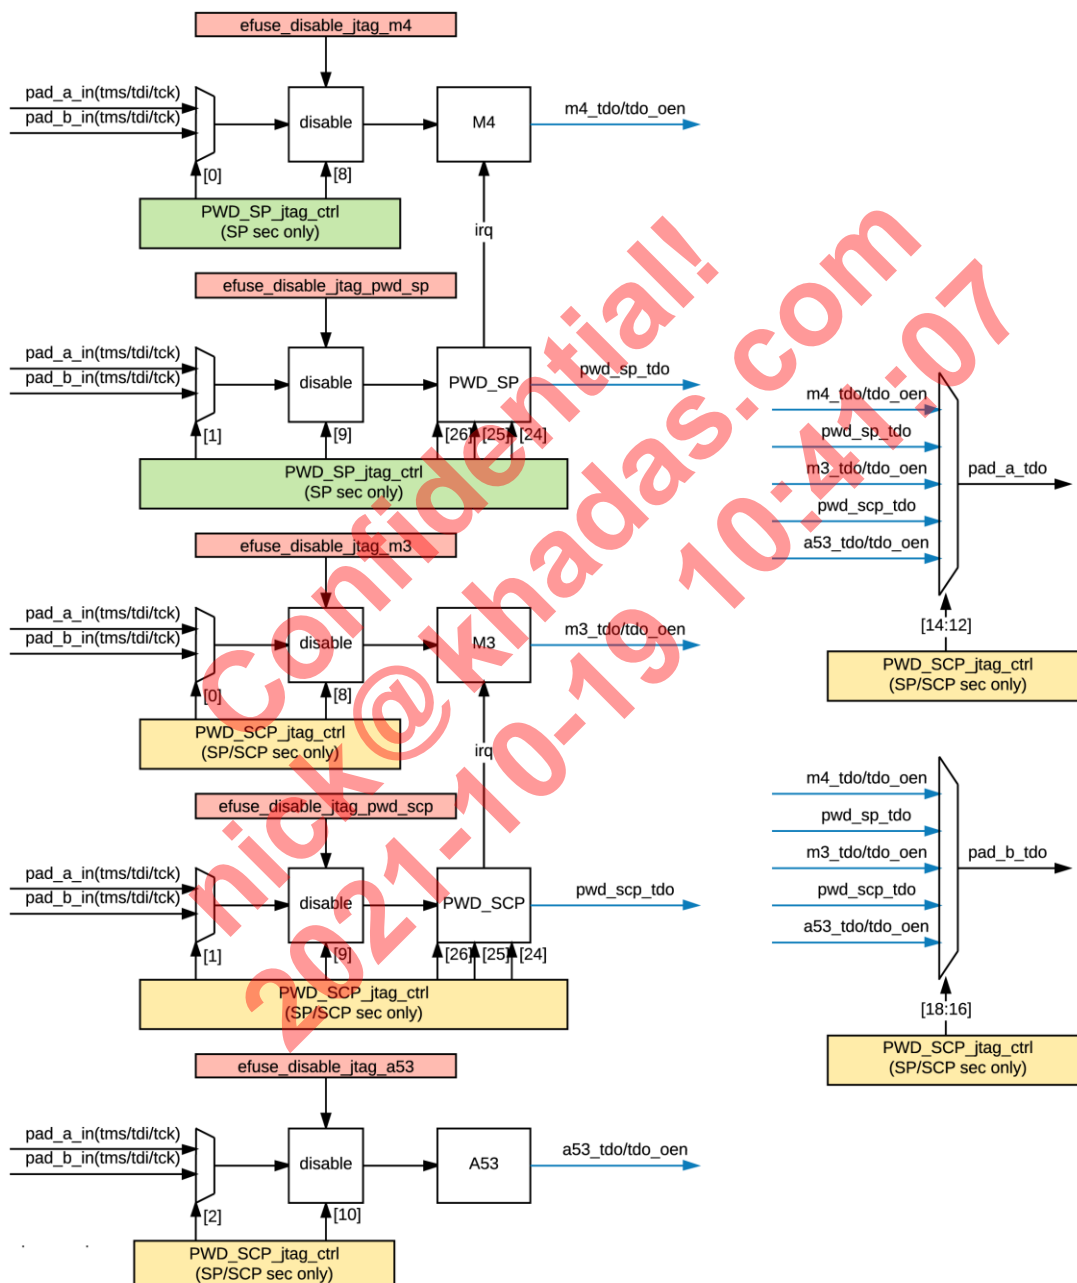 efuse_disable_jtag_m4
pad_a_in(tms/tdi/tck)
pad_b_in(tms/tdi/tck)
disable
M4
m4_tdo/tdo_oen
[0]
[8]
PWD_SP_jtag_ctrl
(SP sec only)
irq
efuse_disable_jtag_pwd_sp
pad_a_in(tms/tdi/tck)
pad_b_in(tms/tdi/tck)
disable
PWD_SP
pwd_sp_tdo
[1]
[9]
[26]
[25]
[24]
PWD_SP_jtag_ctrl
(SP sec only)
efuse_disable_jtag_m3
pad_a_in(tms/tdi/tck)
pad_b_in(tms/tdi/tck)
disable
M3
m3_tdo/tdo_oen
[0]
[8]
PWD_SCP_jtag_ctrl
(SP/SCP sec only)
irq
efuse_disable_jtag_pwd_scp
pad_a_in(tms/tdi/tck)
pad_b_in(tms/tdi/tck)
disable
PWD_SCP
pwd_scp_tdo
[1]
[9]
[26]
[25]
[24]
PWD_SCP_jtag_ctrl
(SP/SCP sec only)
efuse_disable_jtag_a53
pad_a_in(tms/tdi/tck)
pad_b_in(tms/tdi/tck)
disable
A53
a53_tdo/tdo_oen
[2]
[10]
PWD_SCP_jtag_ctrl
(SP/SCP sec only)
m4_tdo/tdo_oen
pwd_sp_tdo
m3_tdo/tdo_oen
pwd_scp_tdo
a53_tdo/tdo_oen
pad_a_tdo
[14:12]
PWD_SCP_jtag_ctrl
(SP/SCP sec only)
m4_tdo/tdo_oen
pwd_sp_tdo
m3_tdo/tdo_oen
pwd_scp_tdo
a53_tdo/tdo_oen
pad_b_tdo
[18:16]
PWD_SCP_jtag_ctrl
(SP/SCP sec only)
Confidential!
nick@khadas.com
2021-10-19 10:41:07